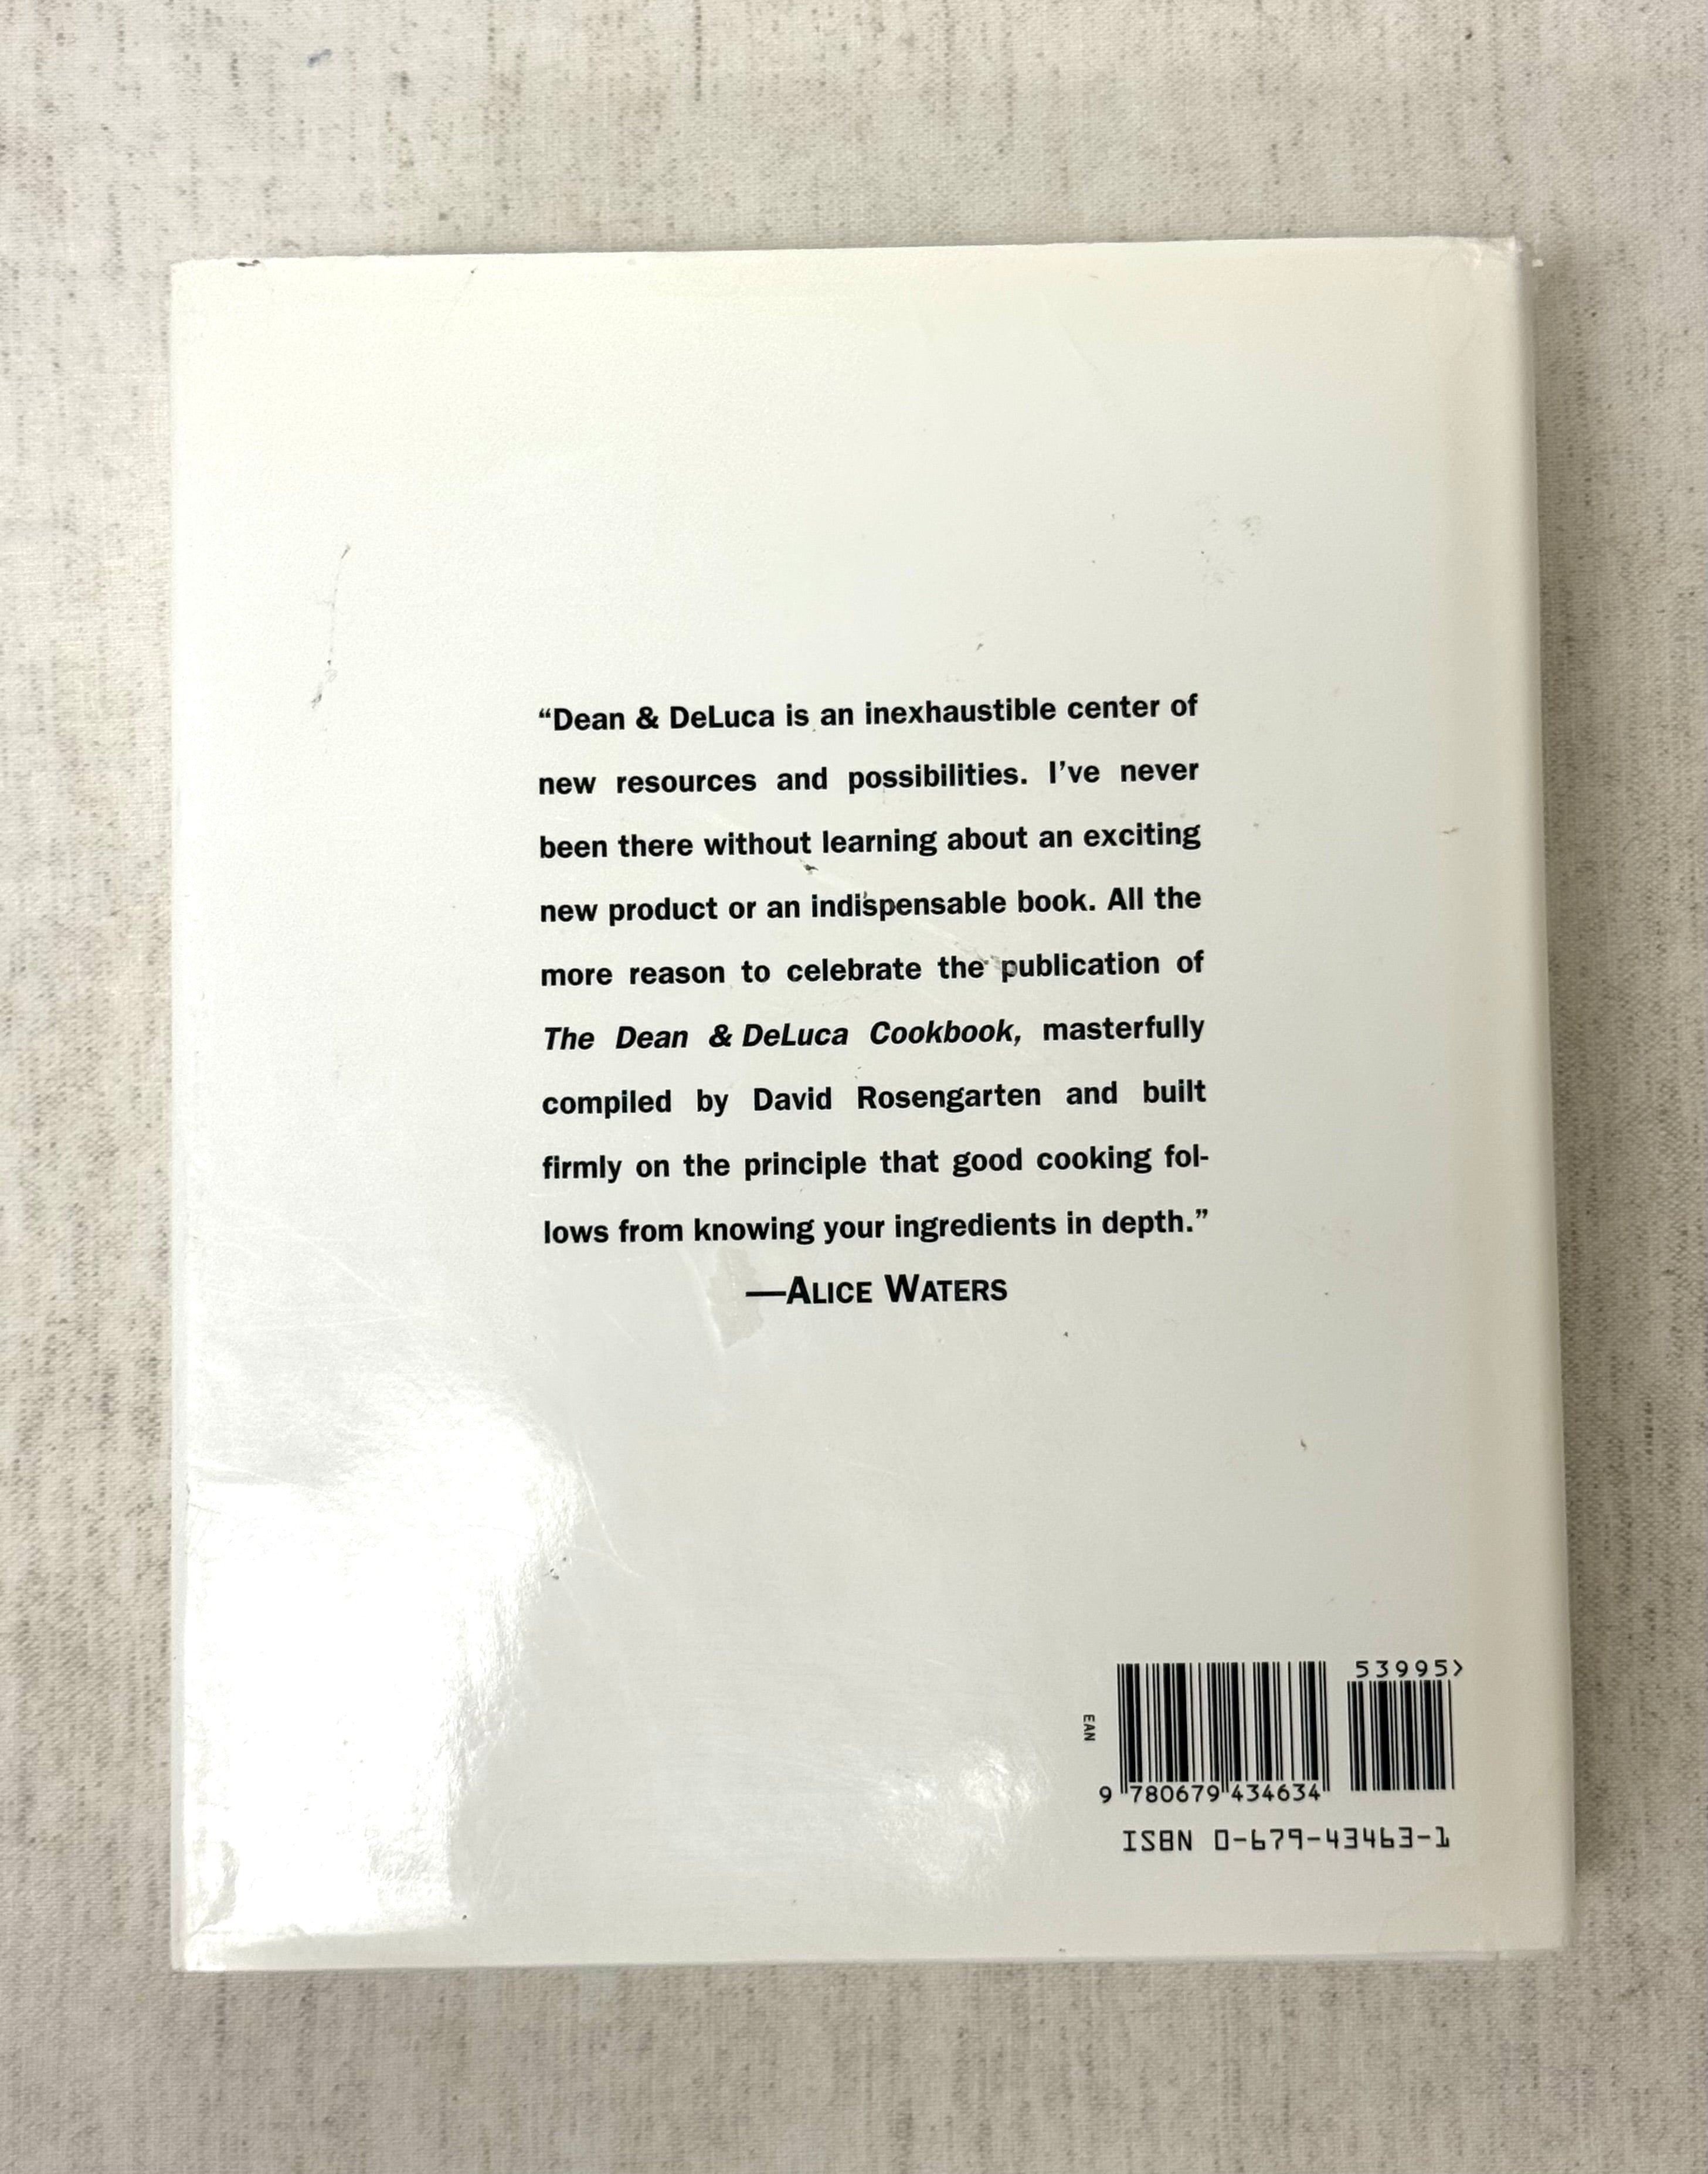 “Dean & DeLuca is an inexhaustible center of
new resources and possibilities. I’ve never
been there without learning about an exciting
new product or an indispensable book. All the
more reason to celebrate the publication of
The Dean & DeLuca Cookbook, masterfully
compiled by David Rosengarten and built
firmly on the principle that good cooking fol-
lows from knowing your ingredients in depth.”
—ALICE WATERS
53995>
EAN
9 780679 434634
ISBN 0-679-43463-1